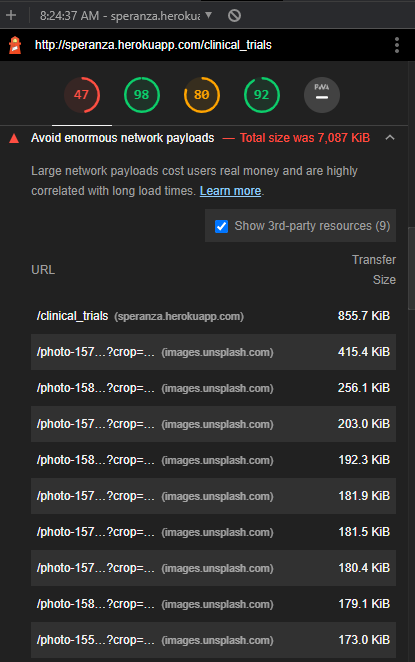 8:24:37 AM - speranza.herokua
http://speranza.herokuapp.com/clinical_trials
47 98 80 92 PWA
Avoid enormous network payloads — Total size was 7,087 KiB
Large network payloads cost users real money and are highly
correlated with long load times. Learn more.
Show 3rd-party resources (9)
URL Transfer
Size
/clinical_trials (speranza.herokuapp.com) 855.7 KiB
/photo-157…?crop=… (images.unsplash.com) 415.4 KiB
/photo-158…?crop=… (images.unsplash.com) 256.1 KiB
/photo-157…?crop=… (images.unsplash.com) 203.0 KiB
/photo-158…?crop=… (images.unsplash.com) 192.3 KiB
/photo-157…?crop=… (images.unsplash.com) 181.9 KiB
/photo-157…?crop=… (images.unsplash.com) 181.5 KiB
/photo-157…?crop=… (images.unsplash.com) 180.4 KiB
/photo-158…?crop=… (images.unsplash.com) 179.1 KiB
/photo-155…?crop=… (images.unsplash.com) 173.0 KiB